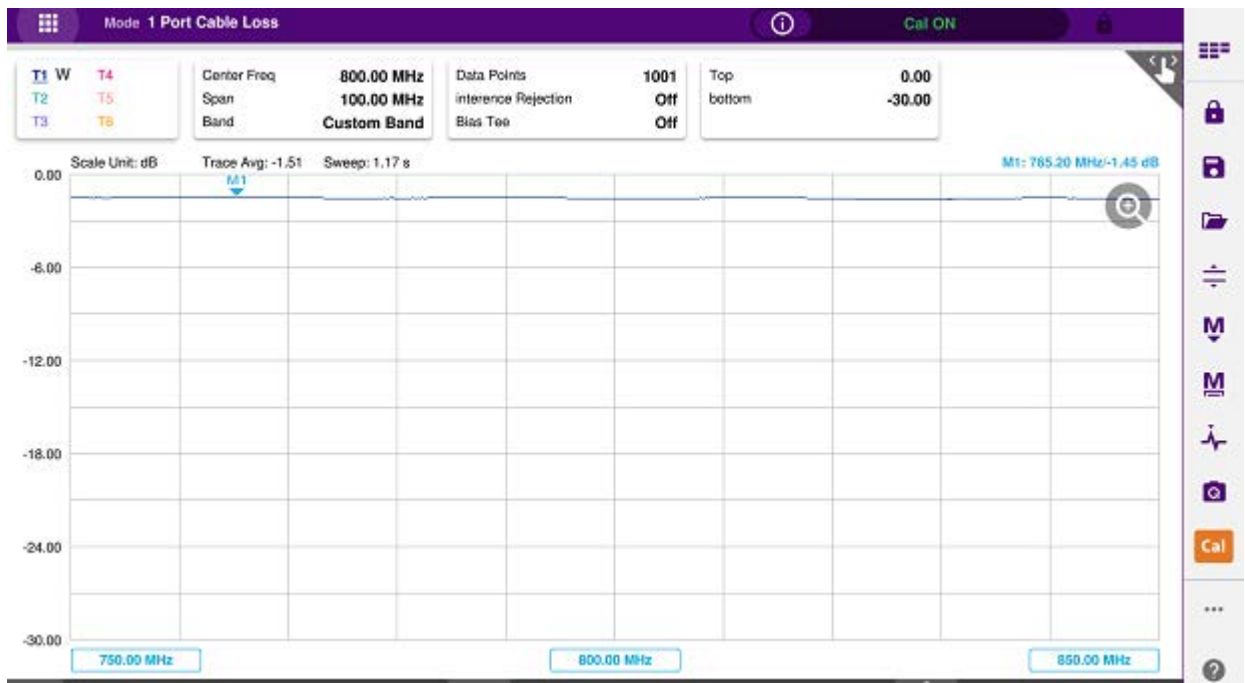 Mode 1 Port Cable Loss
Cal ON
T1 W T4
T2 T5
T3 T6
Center Freq 800.00 MHz
Span 100.00 MHz
Band Custom Band
Data Points 1001
interence Rejection Off
Bias Tee Off
Top 0.00
bottom -30.00
Scale Unit: dB Trace Avg: -1.51 Sweep: 1.17 s M1: 765.20 MHz/-1.45 dB
M1
0.00
-6.00
-12.00
-18.00
-24.00
-30.00
750.00 MHz 800.00 MHz 850.00 MHz
M
M
Cal
...
?